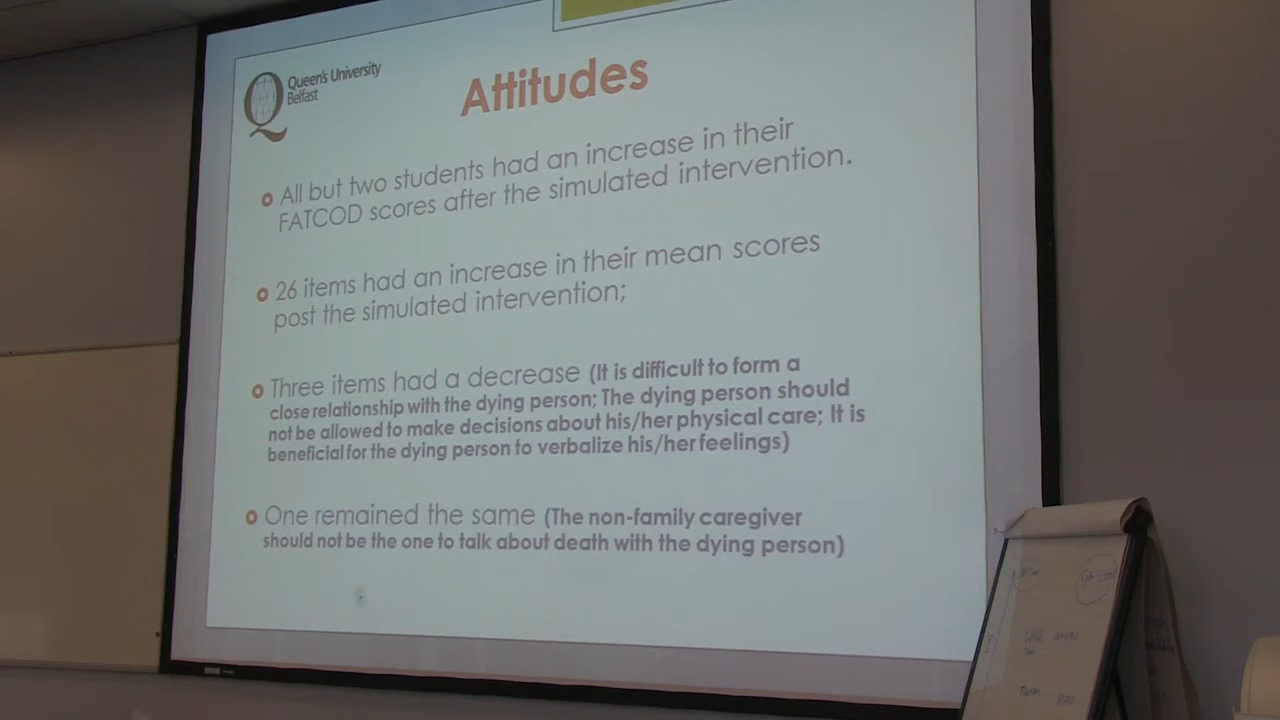 Queen's University
Belfast
Attitudes
All but two students had an increase in their
FATCOD scores after the simulated intervention.
26 items had an increase in their mean scores
post the simulated intervention;
Three items had a decrease (It is difficult to form a
close relationship with the dying person; The dying person should
not be allowed to make decisions about his/her physical care; It is
beneficial for the dying person to verbalize his/her feelings)
One remained the same (The non-family caregiver
should not be the one to talk about death with the dying person)